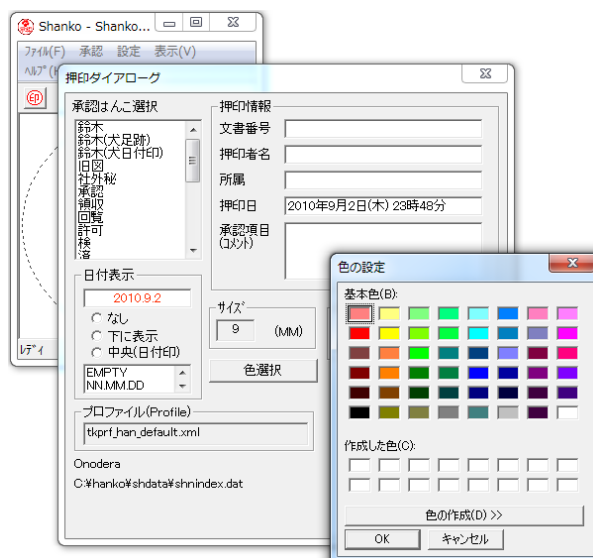 Shanko - Shanko...
ファイル(F) 承認 設定 表示(V)
ヘルプ(H
印
レディ
押印ダイアローグ
承認はんこ選択
鈴木
鈴木(犬足跡)
鈴木(犬日付印)
旧図
社外秘
承認
領収
回覧
許可
検
済
押印情報
文書番号
押印者名
所属
押印日 2010年9月2日(木) 23時48分
承認項目
(コメント)
日付表示
2010.9.2
なし
下に表示
中央(日付印)
EMPTY
NN.MM.DD
サイズ
9 (MM)
色選択
プロファイル(Profile)
tkprf_han_default.xml
Onodera
C:¥hanko¥shdata¥shnindex.dat
色の設定
基本色(B):
作成した色(C):
色の作成(D) >>
OK キャンセル